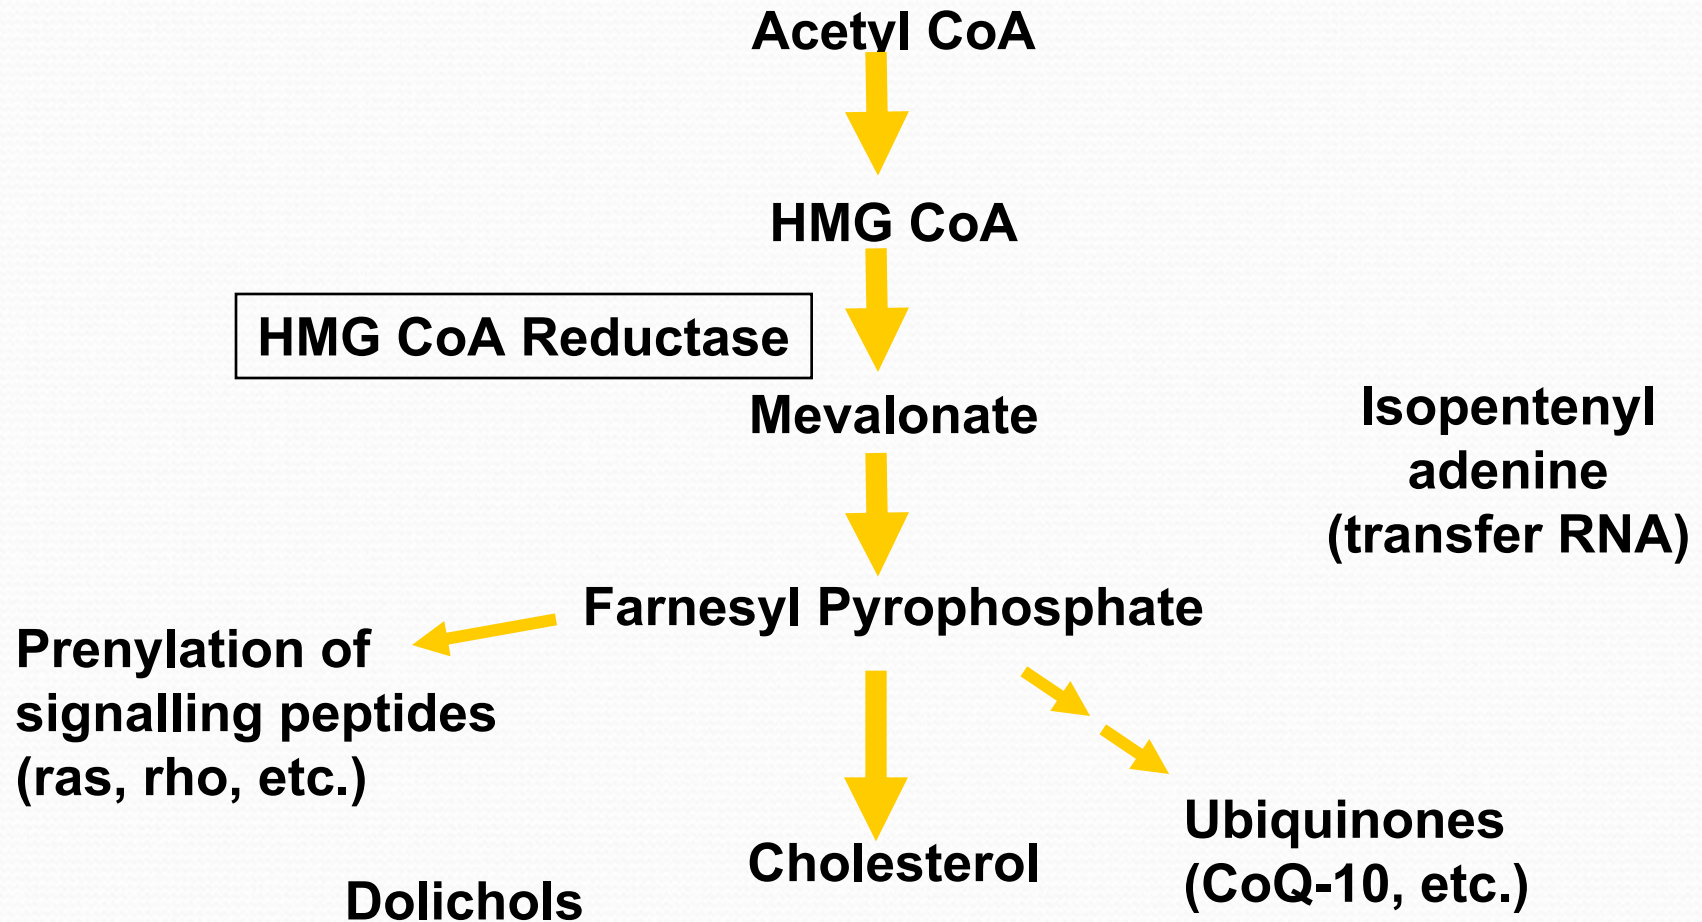 Acetyl CoA
HMG CoA
HMG CoA Reductase
Mevalonate
Isopentenyl
adenine
(transfer RNA)
Farnesyl Pyrophosphate
Prenylation of
signalling peptides
(ras, rho, etc.)
Ubiquinones
(CoQ-10, etc.)
Cholesterol
Dolichols